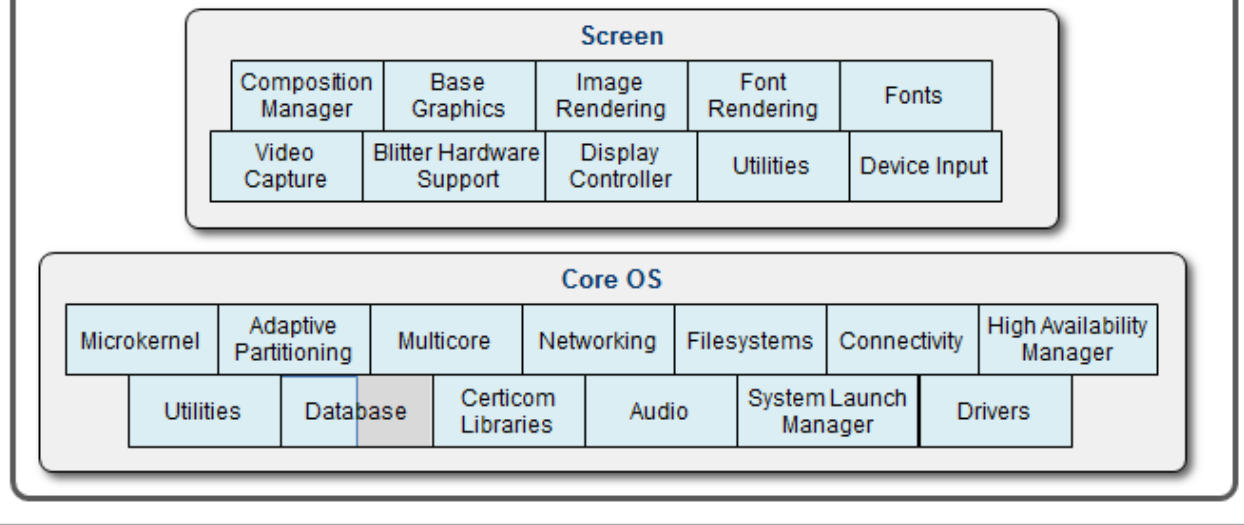 Screen
Composition
Manager
Base
Graphics
Image
Rendering
Font
Rendering
Fonts
Video
Capture
Blitter Hardware
Support
Display
Controller
Utilities
Device Input
Core OS
Microkernel
Adaptive
Partitioning
Multicore
Networking
Filesystems
Connectivity
High Availability
Manager
Utilities
Database
Certicom
Libraries
Audio
System Launch
Manager
Drivers